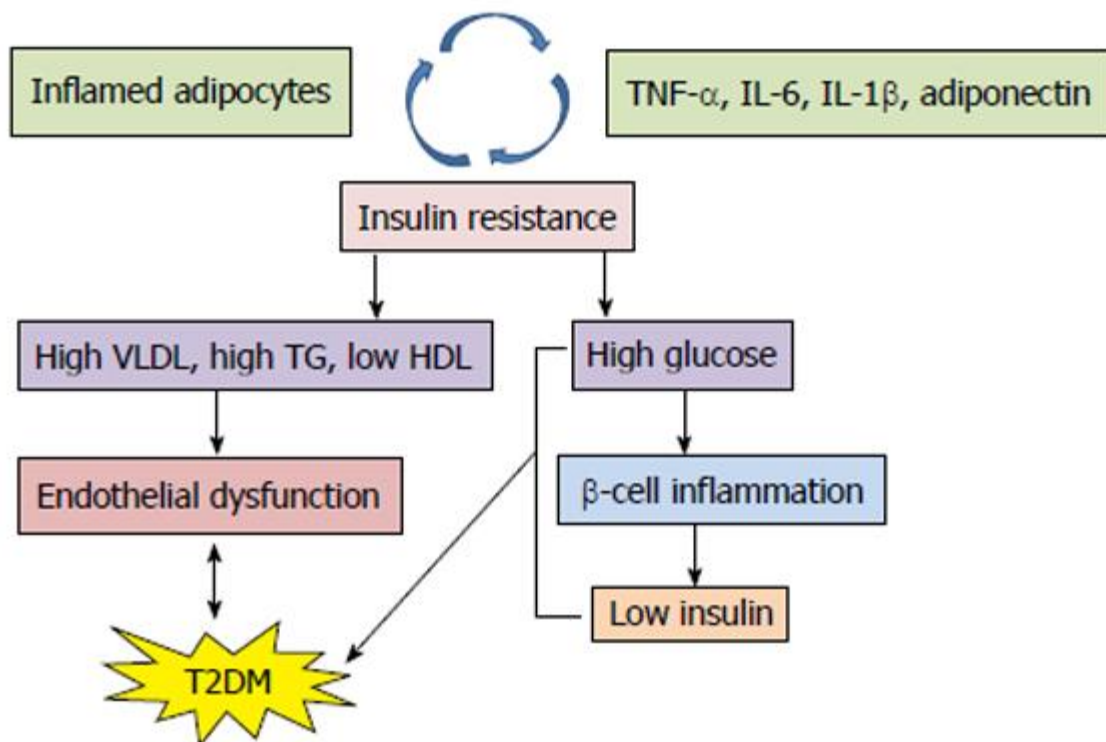 Inflamed adipocytes
TNF-α, IL-6, IL-1β, adiponectin
Insulin resistance
High VLDL, high TG, low HDL
High glucose
Endothelial dysfunction
β-cell inflammation
Low insulin
T2DM